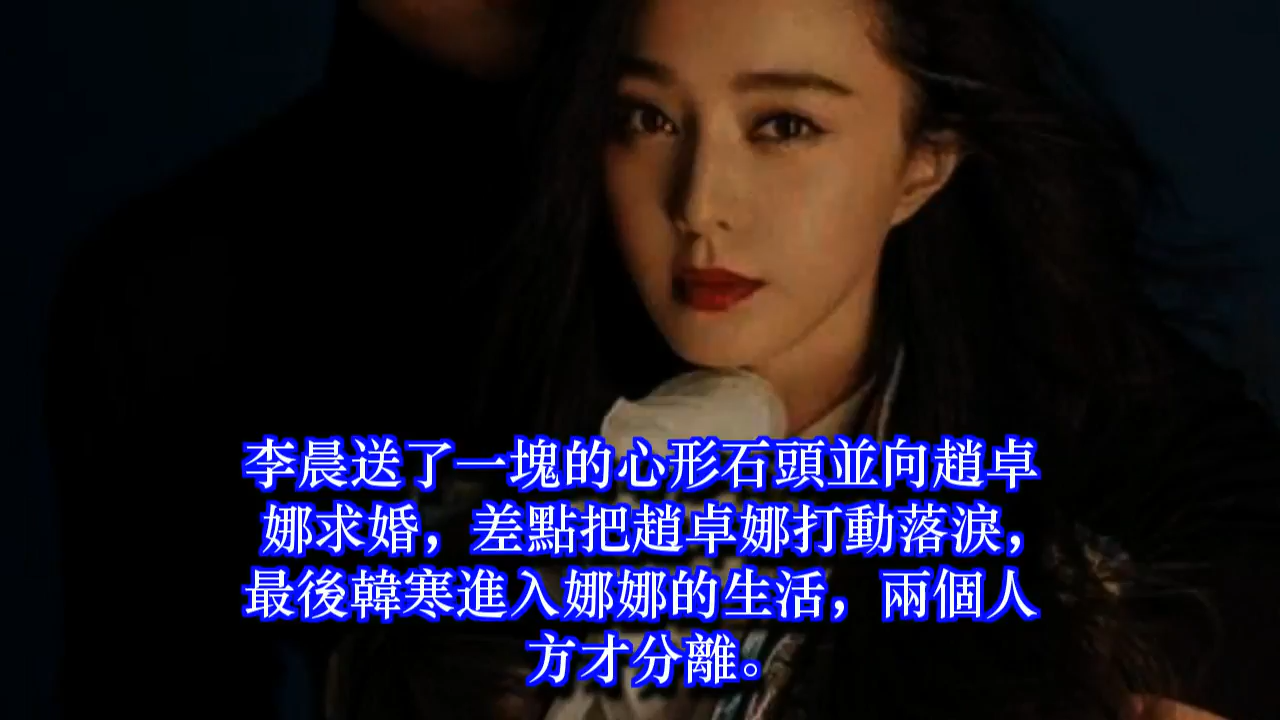 李晨送了一塊的心形石頭並向趙卓
娜求婚，差點把趙卓娜打動落淚，
最後韓寒進入娜娜的生活，兩個人
方才分離。